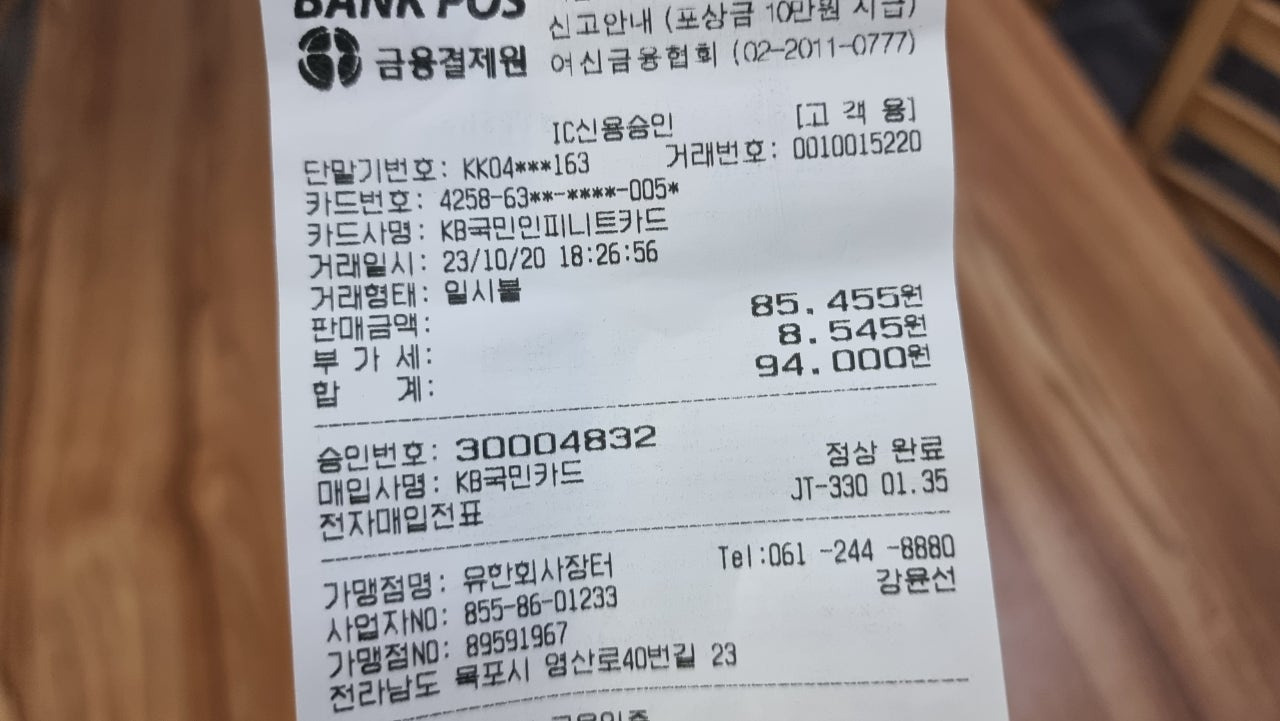 BANK POS
신고안내 (포상금 10만원 지급)
금융결제원 여신금융협회 (02-2011-0777)
IC신용승인 [고 객 용]
단말기번호: KK04***163 거래번호: 0010015220
카드번호: 4258-63**-****-005*
카드사명: KB국민인피니트카드
거래일시: 23/10/20 18:26:56
거래형태: 일시불
판매금액: 85.455원
부 가 세: 8.545원
합 계: 94.000원
승인번호: 30004832
매입사명: KB국민카드 정상 완료
전자매입전표 JT-330 01.35
가맹점명: 유한회사장터 Tel:061 -244 -8880
사업자NO: 855-86-01233 강윤선
가맹점NO: 89591967
전라남도 목포시 영산로40번길 23